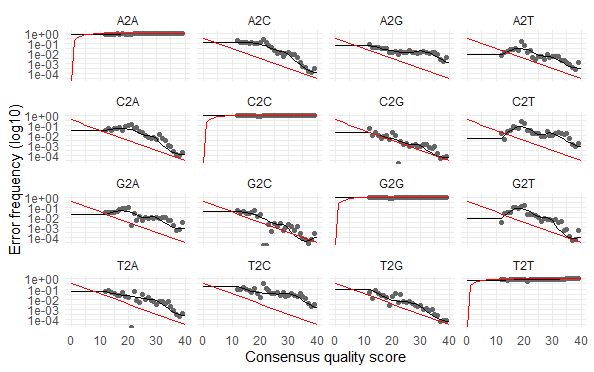 A2A A2C A2G A2T
1e+00
1e-01
1e-02
1e-03
1e-04
C2A C2C C2G C2T
1e+00
1e-01
1e-02
1e-03
1e-04
G2A G2C G2G G2T
1e+00
1e-01
1e-02
1e-03
1e-04
T2A T2C T2G T2T
1e+00
1e-01
1e-02
1e-03
1e-04
0 10 20 30 40 0 10 20 30 40 0 10 20 30 40 0 10 20 30 40
Consensus quality score
Error frequency (log10)